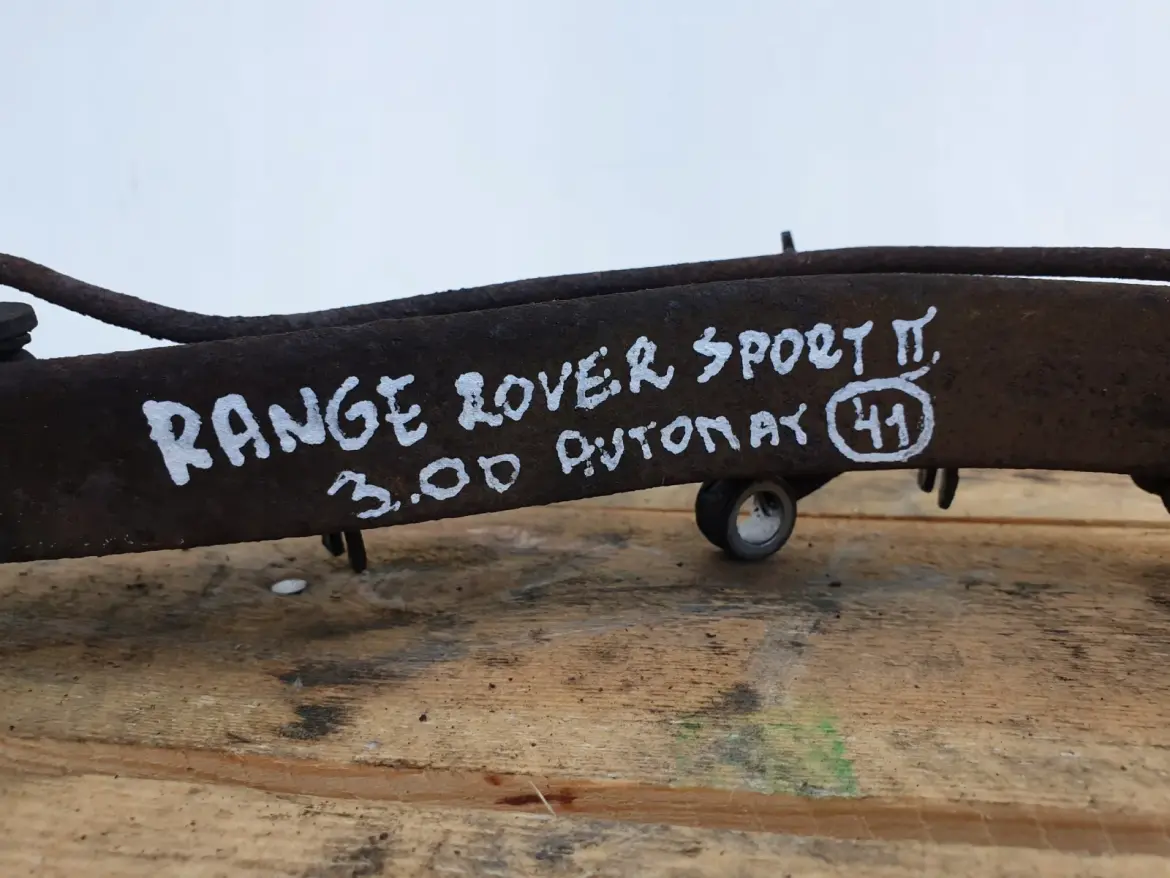 RANGE ROVER SPORT II
3.0D AUTOMAT 41